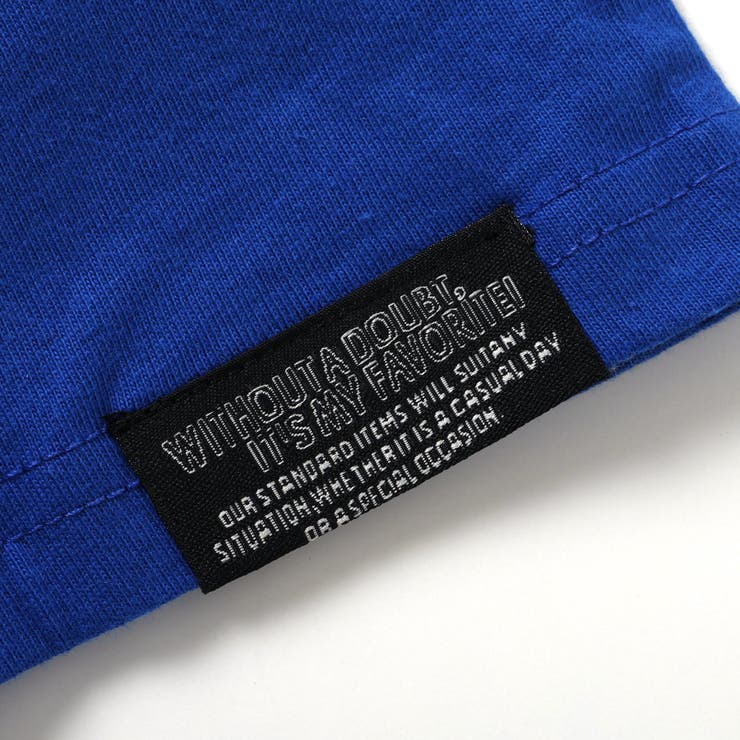 WITHOUT A DOUBT,
IT'S MY FAVORITE!
OUR STANDARD ITEMS WILL SUIT ANY
SITUATION, WHETHER IT IS A CASUAL DAY
OR A SPECIAL OCCASION